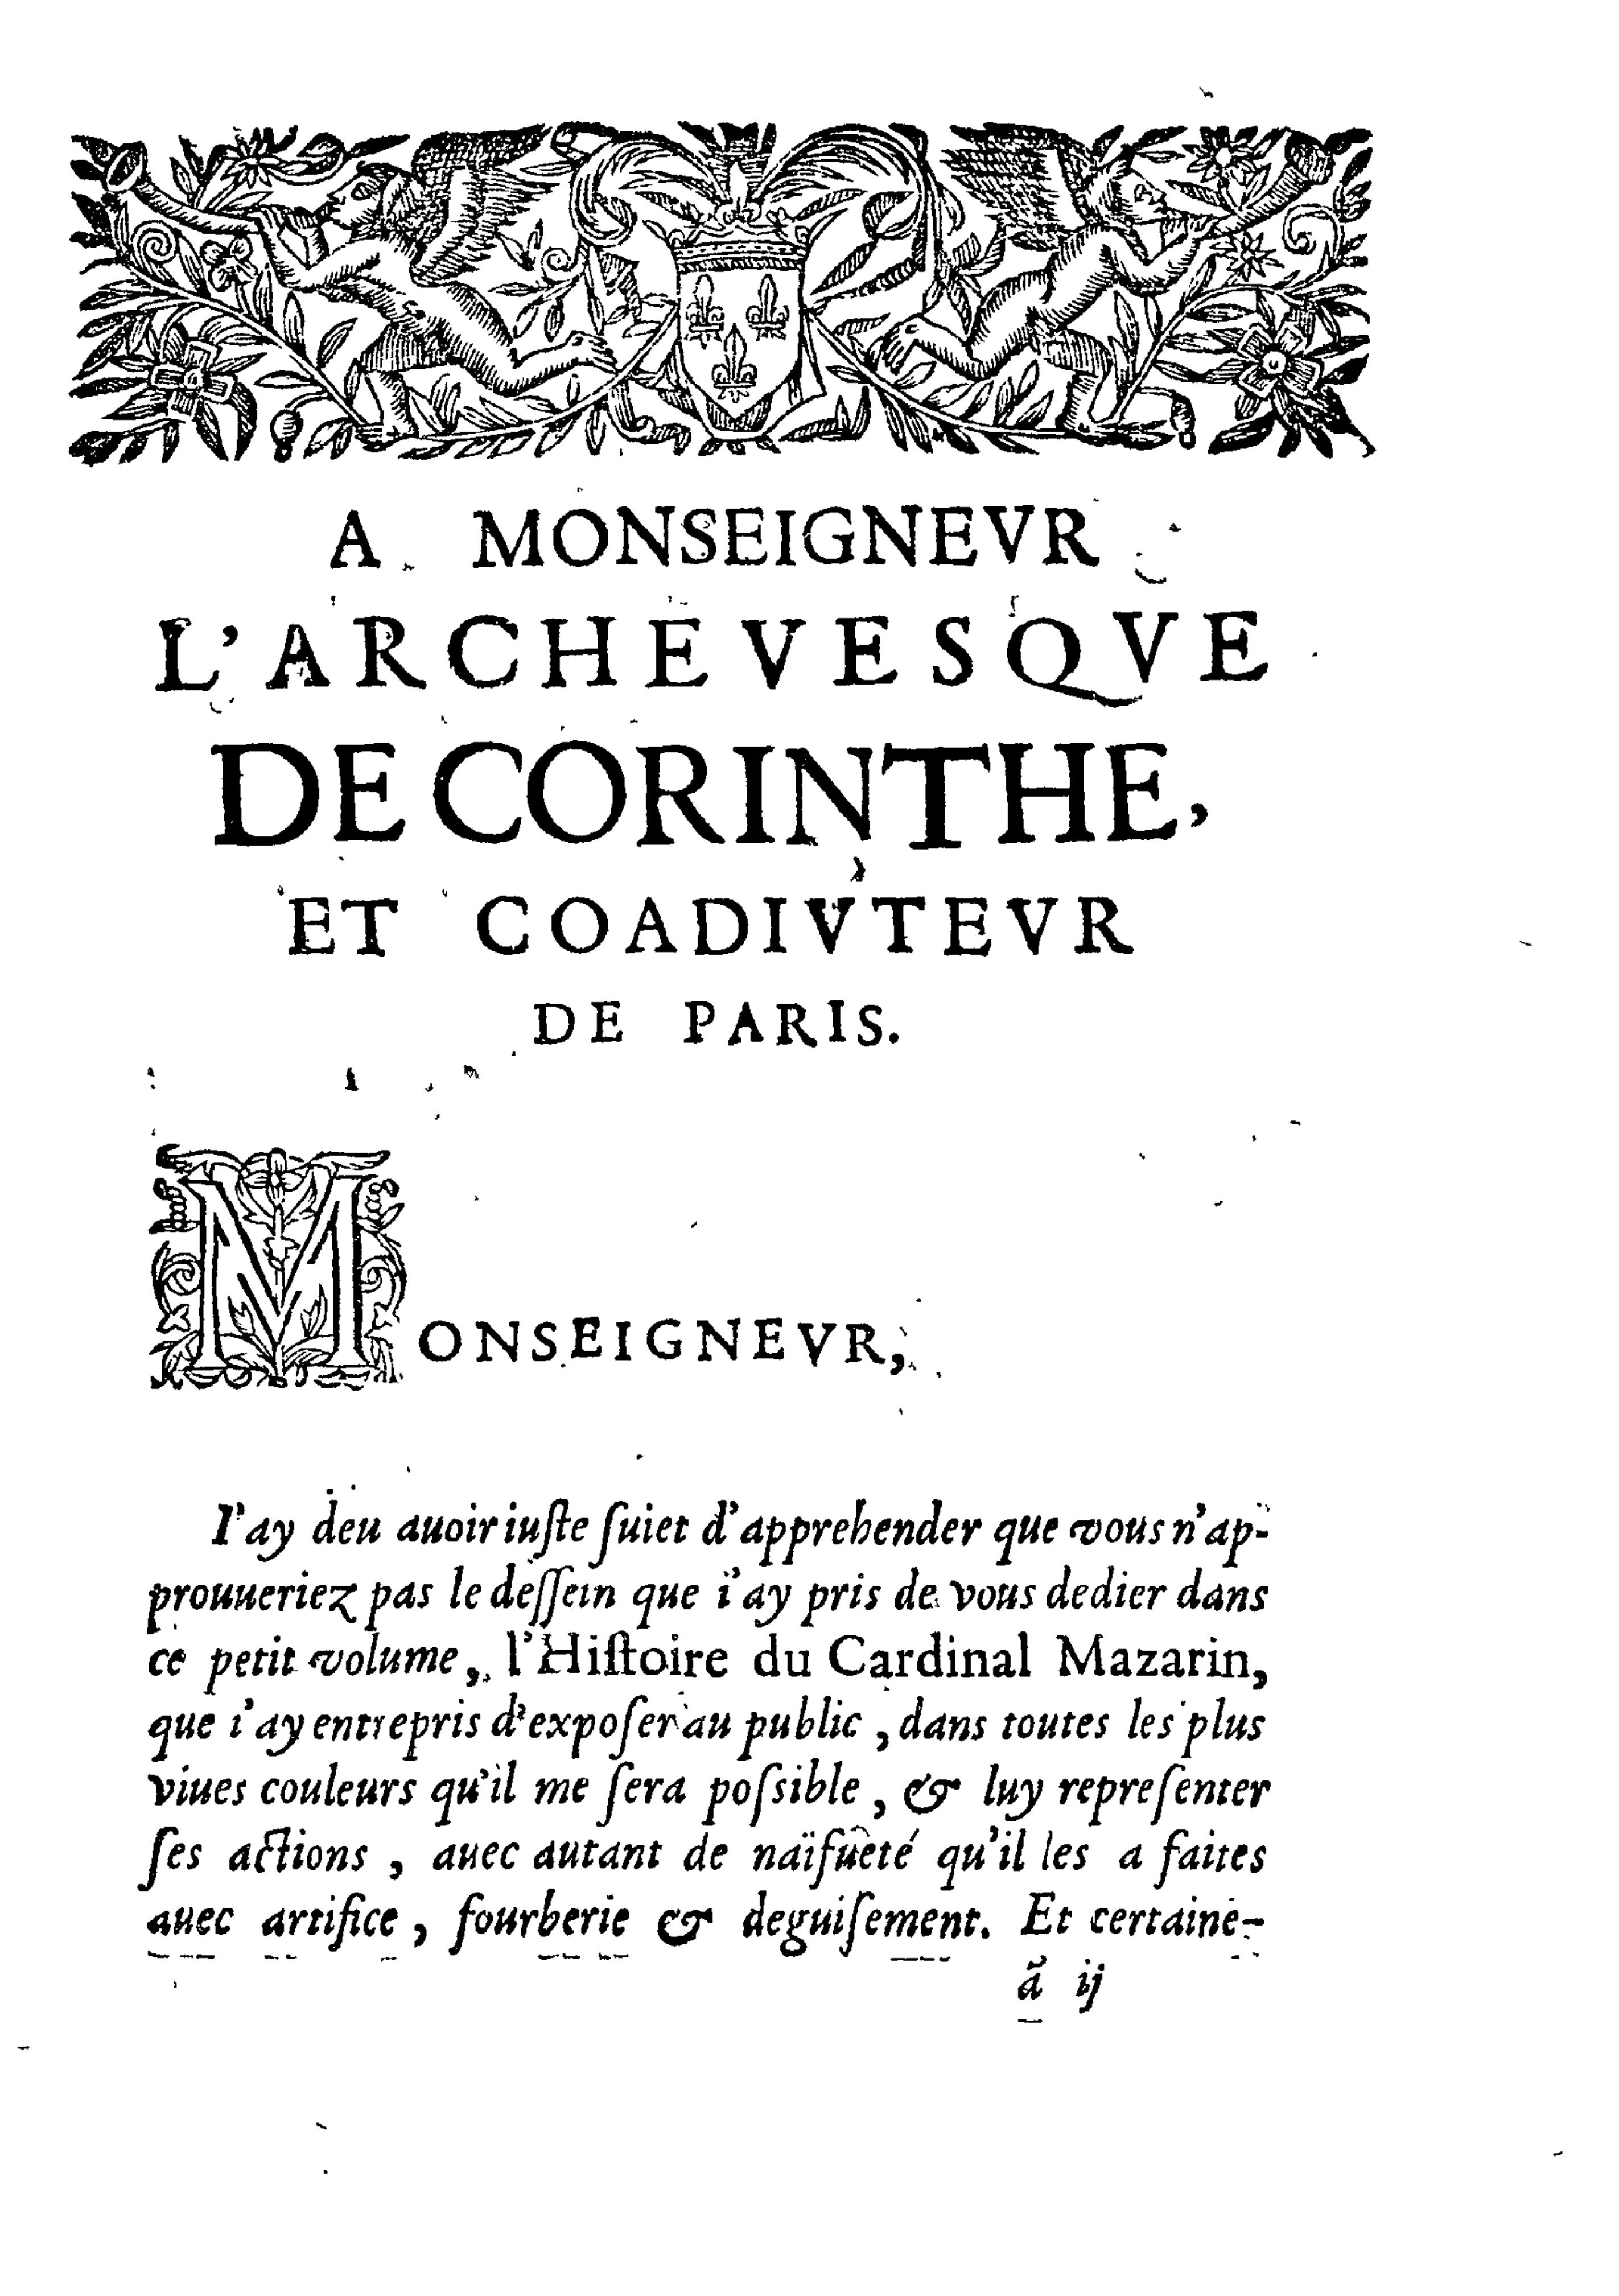 A MONSEIGNEVR
L'ARCHEVESQVE
DE CORINTHE,
ET COADIVTEVR
DE PARIS.
MONSEIGNEVR,
I'ay deu auoir iuſte ſuiet d'apprehender que vous n'ap-
prouueriez pas le deſſein que i'ay pris de vous dedier dans
ce petit volume, l'Hiſtoire du Cardinal Mazarin,
que i'ay entrepris d'expoſer au public, dans toutes les plus
viues couleurs qu'il me ſera poſsible, & luy repreſenter
ſes actions, auec autant de naïfueté qu'il les a faites
auec artifice, fourberie & deguiſement. Et certaine-
ã ij